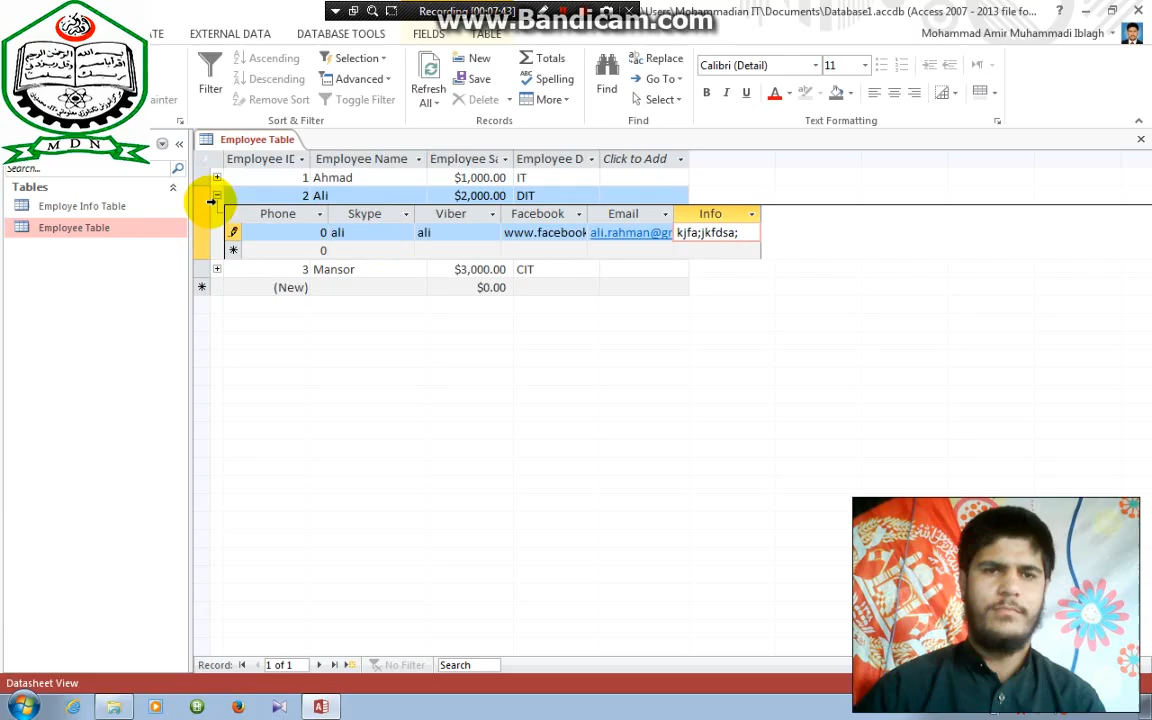 Recording [00:07:43]
www.Bandicam.com
\Users\Mohammadian IT\Documents\Database1.accdb (Access 2007 - 2013 file fo...
ATE EXTERNAL DATA DATABASE TOOLS FIELDS TABLE
Mohammad Amir Muhammadi Iblagh
Filter
Ascending
Descending
Remove Sort
Selection
Advanced
Toggle Filter
Sort & Filter
Refresh
All
New
Save
Delete
Totals
Spelling
More
Records
Find
Replace
Go To
Select
Find
Calibri (Detail) 11
B I U A
Text Formatting
ainter
M D N
Search...
Tables
Employe Info Table
Employee Table
Employee Table
Employee ID Employee Name Employee Sa Employee D Click to Add
1 Ahmad $1,000.00 IT
2 Ali $2,000.00 DIT
Phone Skype Viber Facebook Email Info
0 ali ali www.facebook ali.rahman@gr kjfa;jkfdsa;
0
3 Mansor $3,000.00 CIT
(New) $0.00
Record: 1 of 1 No Filter Search
Datasheet View